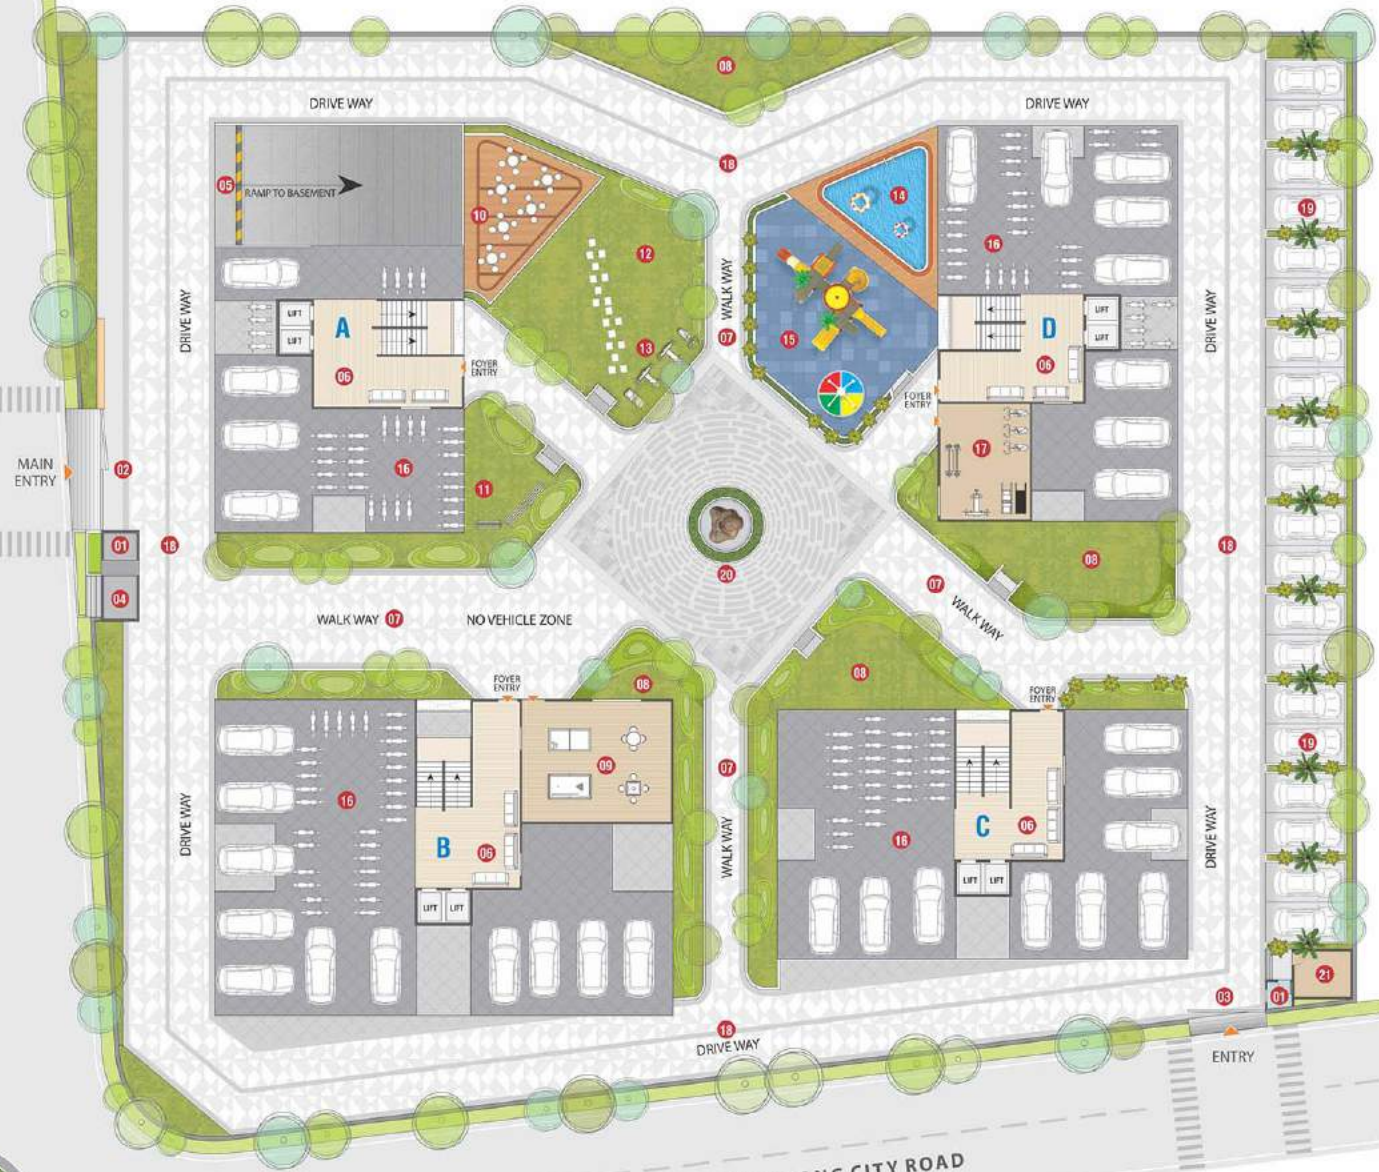 08
DRIVE WAY
DRIVE WAY
18
05
RAMP TO BASEMENT
10
12
14
16
19
15
13
DRIVE WAY
WALK WAY
07
DRIVE WAY
LIFT
LIFT
A
06
FOYER
ENTRY
D
06
LIFT
LIFT
FOYER
ENTRY
16
11
17
MAIN
ENTRY
02
01
18
04
20
18
08
07
WALK WAY
WALK WAY
07
NO VEHICLE ZONE
08
08
FOYER
ENTRY
FOYER
ENTRY
16
09
07
19
DRIVE WAY
B
06
WALK WAY
16
C
06
DRIVE WAY
LIFT
LIFT
LIFT
LIFT
21
01
03
18
DRIVE WAY
ENTRY
CITY ROAD